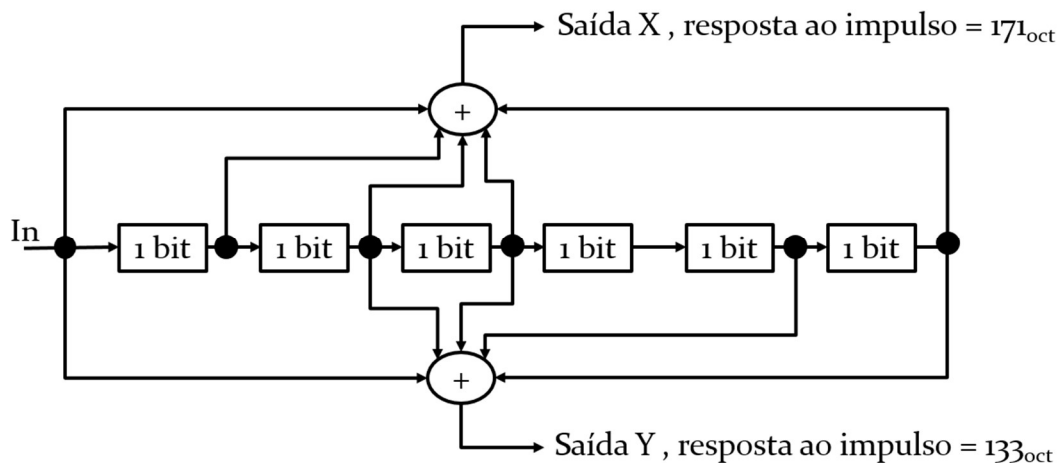 Saída X , resposta ao impulso = 171oct
+
In
1 bit 1 bit 1 bit 1 bit 1 bit 1 bit
+
Saída Y , resposta ao impulso = 133oct